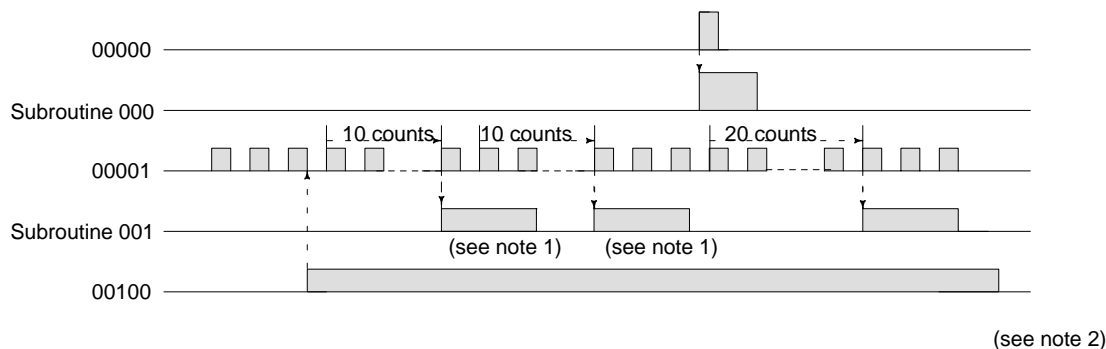 00000
Subroutine 000
10 counts 10 counts 20 counts
00001
Subroutine 001
(see note 1) (see note 1)
00100
(see note 2)